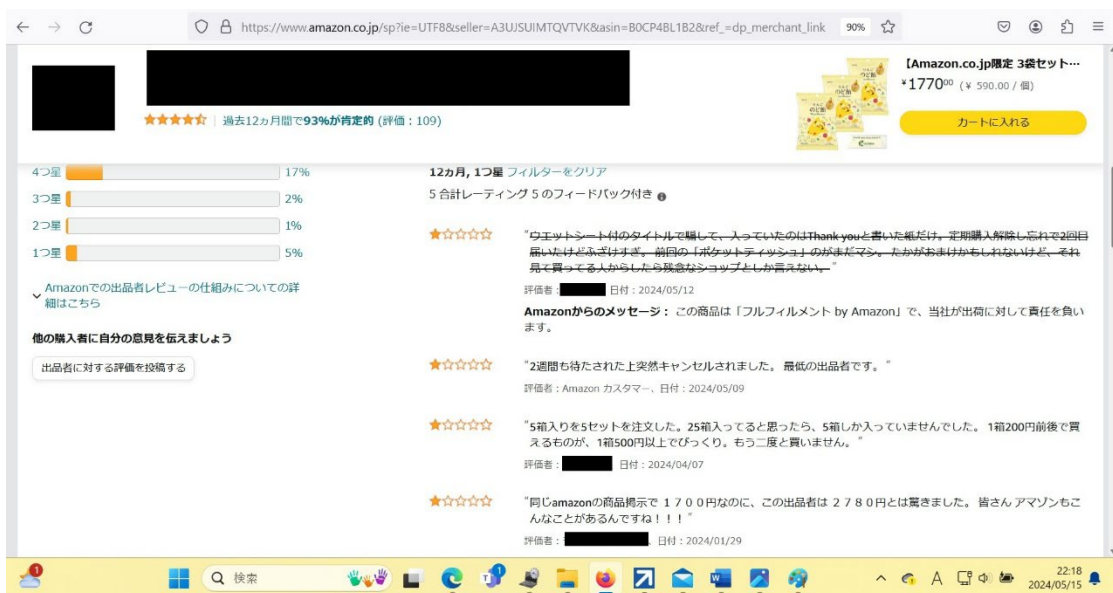 https://www.amazon.co.jp/sp?ie=UTF8&seller=A3UJSUIMTQVTVK&asin=B0CP4BL1B2&ref_=dp_merchant_link
90%
過去12ヵ月間で93%が肯定的 (評価：109)
【Amazon.co.jp限定 3袋セット…
¥1770⁰⁰ (¥ 590.00 / 個)
カートに入れる
4つ星 17%
3つ星 2%
2つ星 1%
1つ星 5%
Amazonでの出品者レビューの仕組みについての詳
細はこちら
他の購入者に自分の意見を伝えましょう
出品者に対する評価を投稿する
12カ月, 1つ星 フィルターをクリア
5 合計レーティング 5 のフィードバック付き
"ウエットシート付のタイトルで騙して、入っていたのはThank youと書いた紙だけ。定期購入解除し忘れで2回目
届いたけどふざけすぎ。 前回の「ポケットティッシュ」のがまだマシ。 たかがおまけかもしれないけど、それ
見て買ってる人からしたら残念なショップとしか言えない。"
評価者： 日付：2024/05/12
Amazonからのメッセージ： この商品は「フルフィルメント by Amazon」で、当社が出荷に対して責任を負い
ます。
"2週間も待たされた上突然キャンセルされました。 最低の出品者です。"
評価者：Amazon カスタマー、日付：2024/05/09
"5箱入りを5セットを注文した。25箱入ってると思ったら、5箱しか入っていませんでした。 1箱200円前後で買
えるものが、1箱500円以上でびっくり。もう二度と買いません。"
評価者： 日付：2024/04/07
"同じamazonの商品掲示で １７００円なのに、この出品者は ２７８０円とは驚きました。 皆さん アマゾンもこ
んなことがあるんですね！！！"
評価者： 、日付：2024/01/29
1
検索
A
22:18
2024/05/15